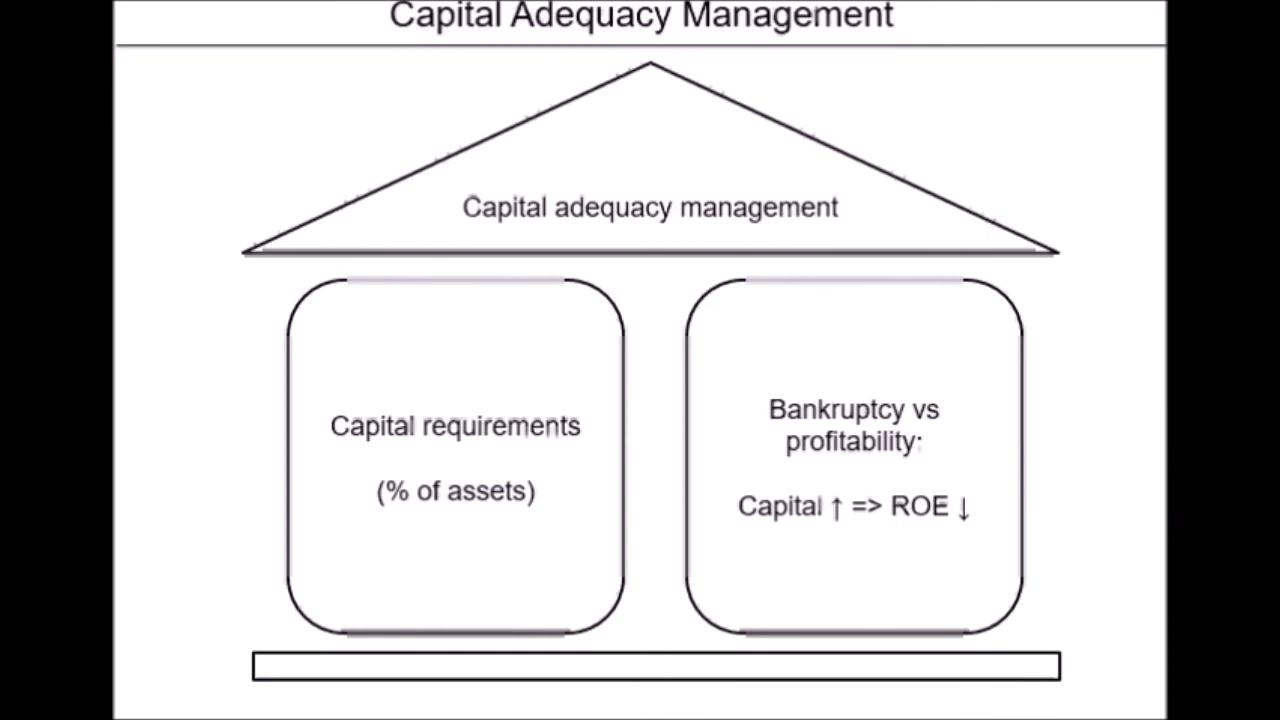 Capital Adequacy Management
Capital adequacy management
Capital requirements
(% of assets)
Bankruptcy vs
profitability:
Capital ↑ => ROE ↓